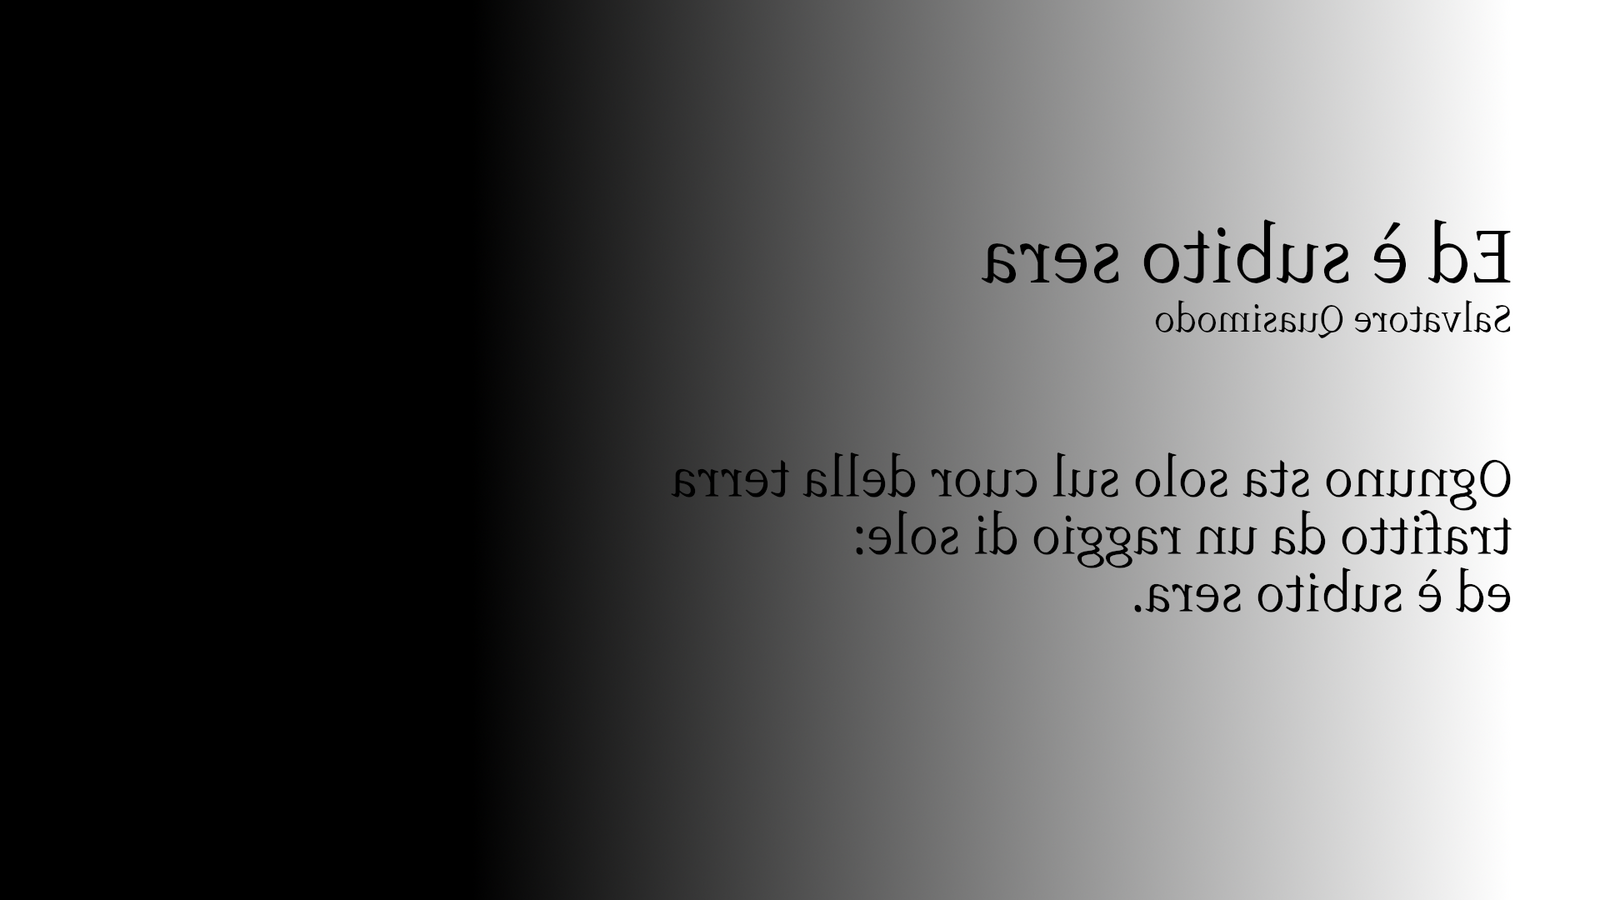 Ed è subito sera
Salvatore Quasimodo
Ognuno sta solo sul cuor della terra
trafitto da un raggio di sole:
ed è subito sera.